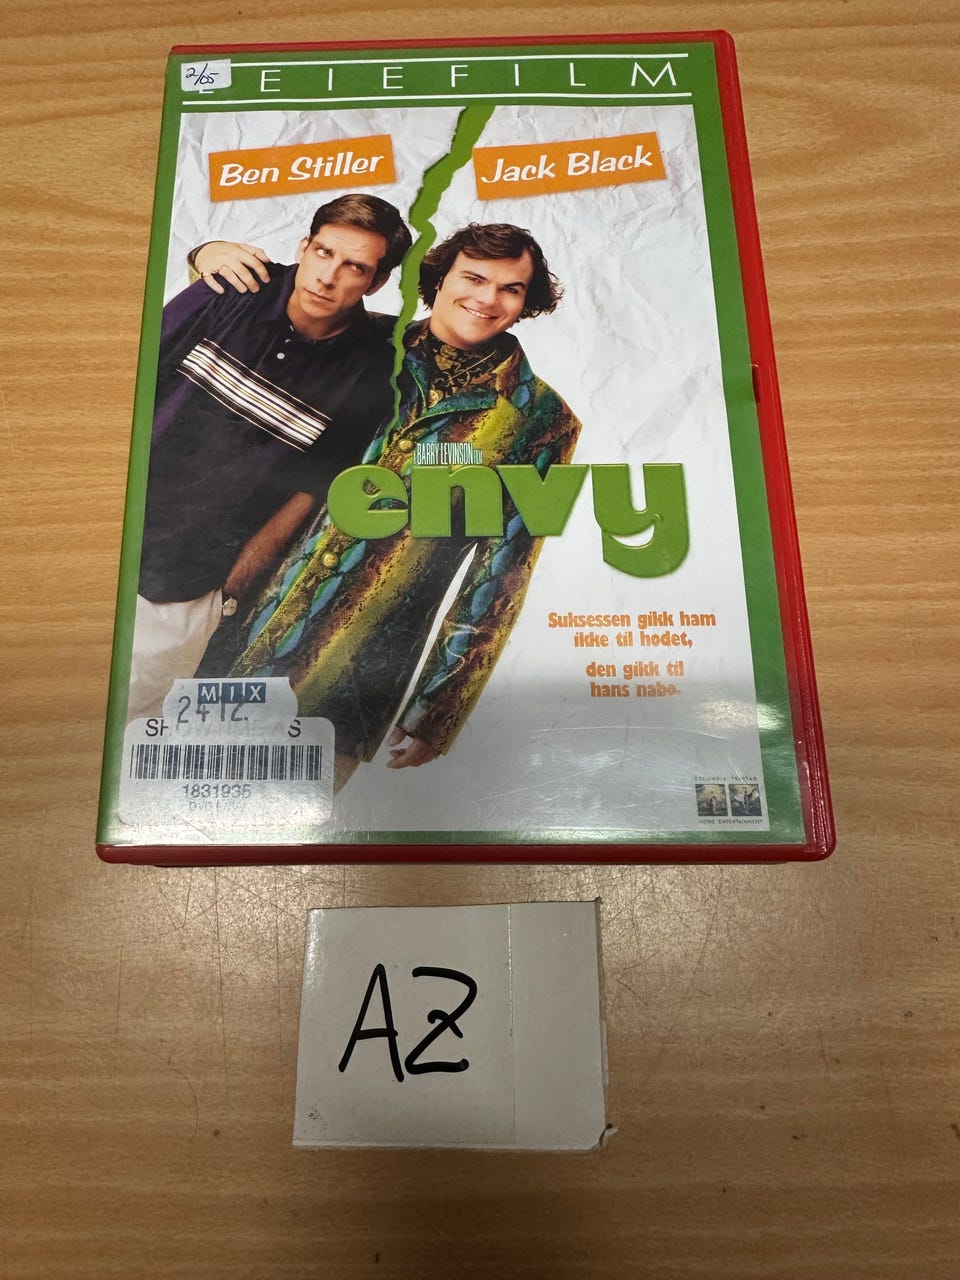 2/05
LEIEFILM
Ben Stiller
Jack Black
A BARRY LEVINSON FILM
envy
Suksessen gikk ham
ikke til hodet,
den gikk til
hans nabo.
MIX
24 12.
1831935
COLUMBIA TRISTAR
HOME ENTERTAINMENT
AZ